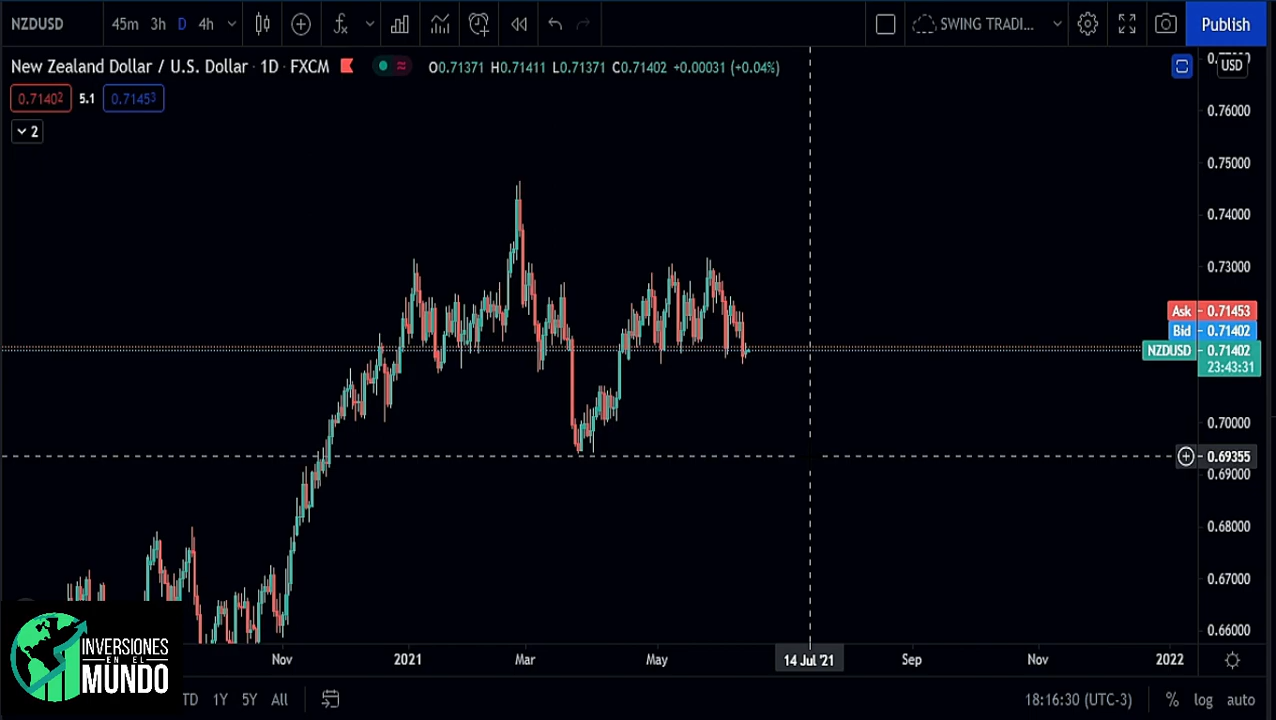 NZDUSD 45m 3h D 4h SWING TRADI... Publish
New Zealand Dollar / U.S. Dollar · 1D · FXCM O0.71371 H0.71411 L0.71371 C0.71402 +0.00031 (+0.04%)
USD
0.71402 5.1 0.71453
2
0.76000
0.75000
0.74000
0.73000
Ask 0.71453
Bid 0.71402
NZDUSD 0.71402
23:43:31
0.70000
0.69355
0.69000
0.68000
0.67000
0.66000
Nov 2021 Mar May 14 Jul '21 Sep Nov 2022
INVERSIONES
EN EL
MUNDO
TD 1Y 5Y All 18:16:30 (UTC-3) % log auto